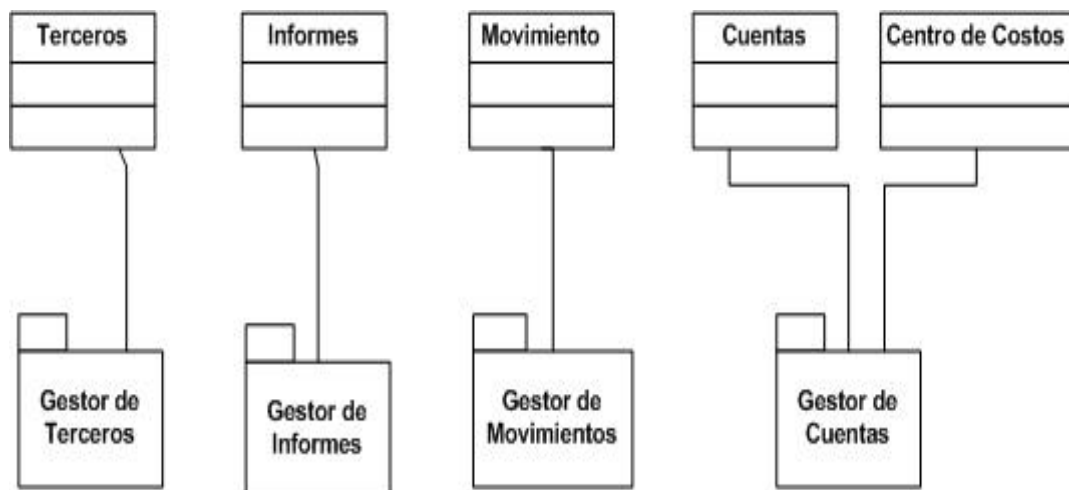 Terceros
Informes
Movimiento
Cuentas
Centro de Costos
Gestor de
Terceros
Gestor de
Informes
Gestor de
Movimientos
Gestor de
Cuentas